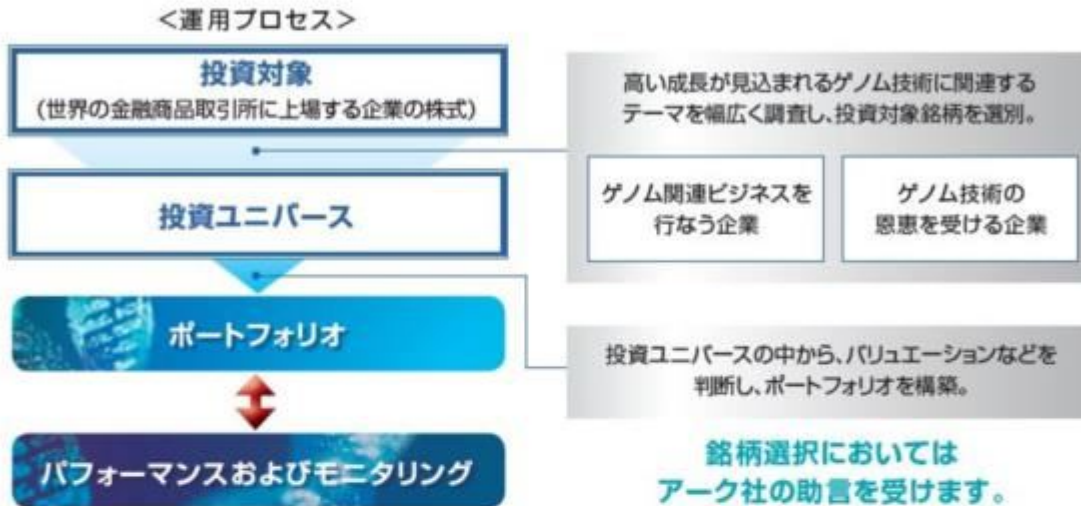 ＜運用プロセス＞
投資対象
(世界の金融商品取引所に上場する企業の株式)
高い成長が見込まれるゲノム技術に関連する
テーマを幅広く調査し、投資対象銘柄を選別。
ゲノム関連ビジネスを
行なう企業
ゲノム技術の
恩恵を受ける企業
投資ユニバース
ポートフォリオ
投資ユニバースの中から、バリュエーションなどを
判断し、ポートフォリオを構築。
パフォーマンスおよびモニタリング
銘柄選択においては
アーク社の助言を受けます。